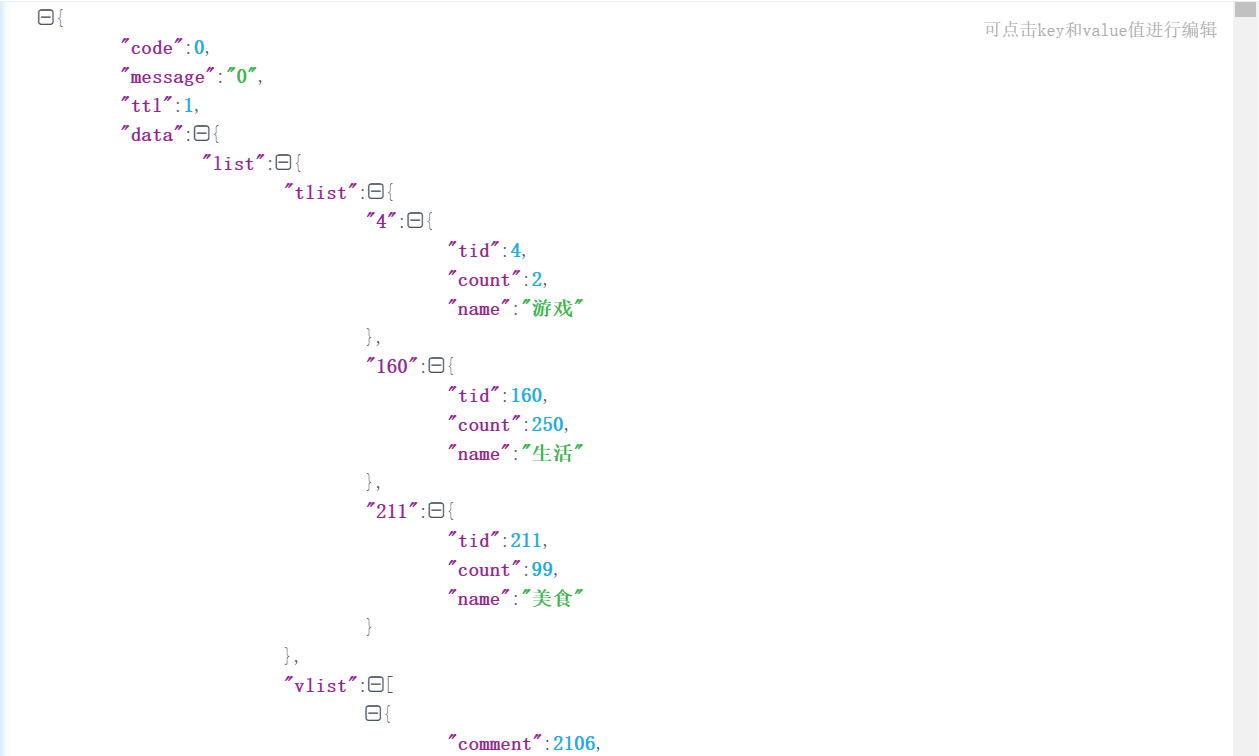 {
可点击key和value值进行编辑
"code":0,
"message":"0",
"ttl":1,
"data":{
"list":{
"tlist":{
"4":{
"tid":4,
"count":2,
"name":"游戏"
},
"160":{
"tid":160,
"count":250,
"name":"生活"
},
"211":{
"tid":211,
"count":99,
"name":"美食"
}
},
"vlist":[
{
"comment":2106,